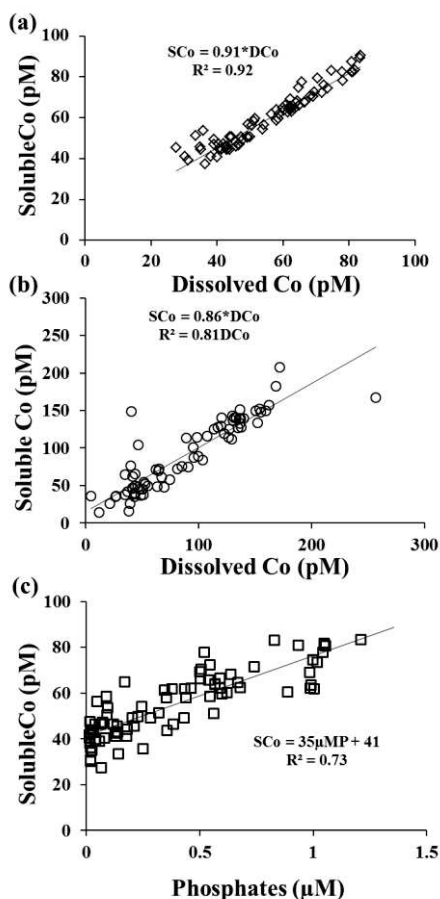 (a)
SCo = 0.91*DCo
R² = 0.92
SolubleCo (pM)
100
80
60
40
20
0
0 20 40 60 80 100
Dissolved Co (pM)
(b)
SCo = 0.86*DCo
R² = 0.81DCo
Soluble Co (pM)
300
250
200
150
100
50
0
0 100 200 300
Dissolved Co (pM)
(c)
SolubleCo (pM)
100
80
60
40
20
0
SCo = 35µMP + 41
R² = 0.73
0 0.5 1 1.5
Phosphates (µM)